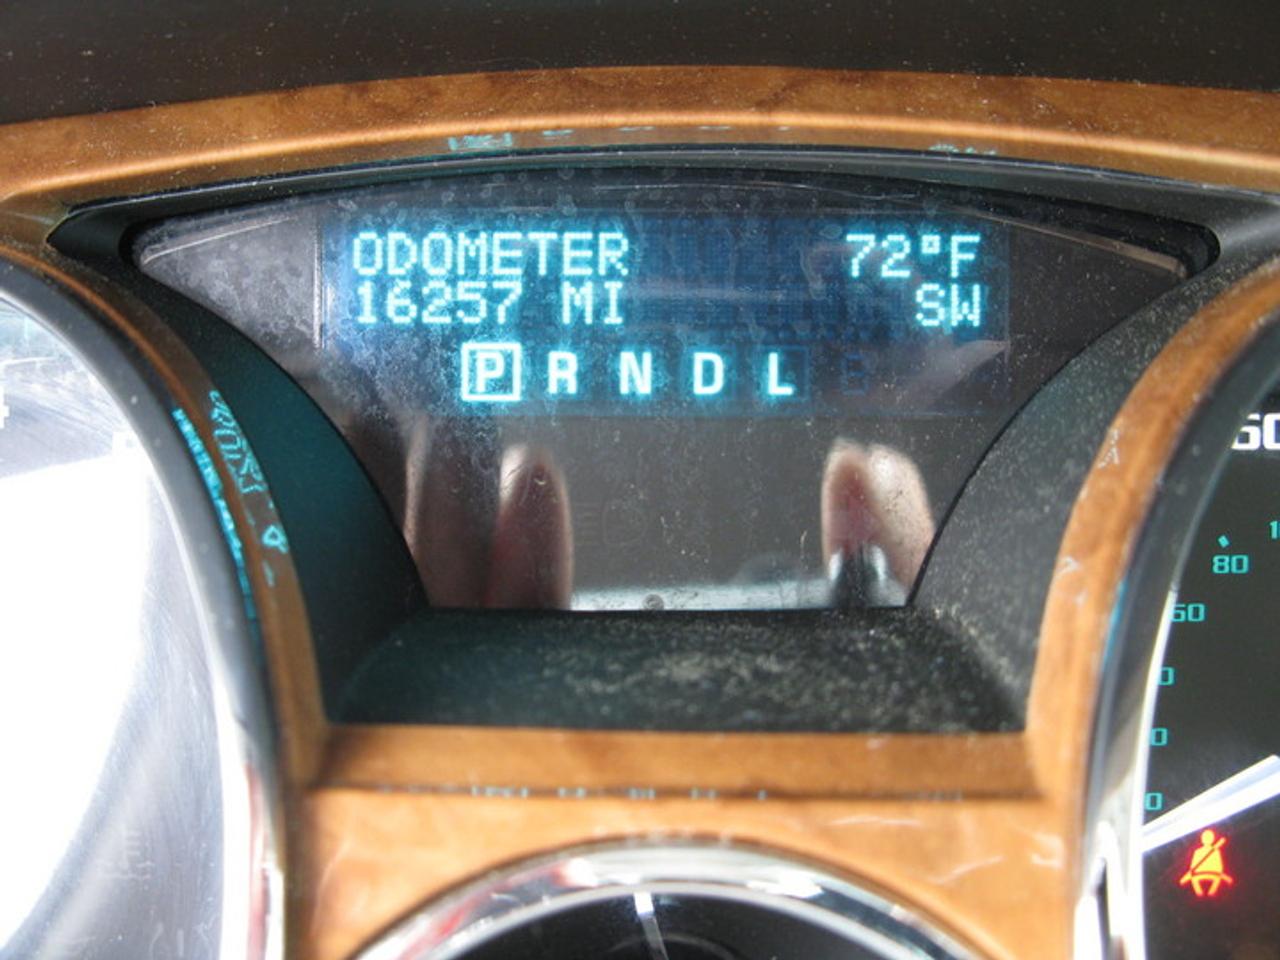 ODOMETER 72°F
16257 MI SW
P R N D L
80
60